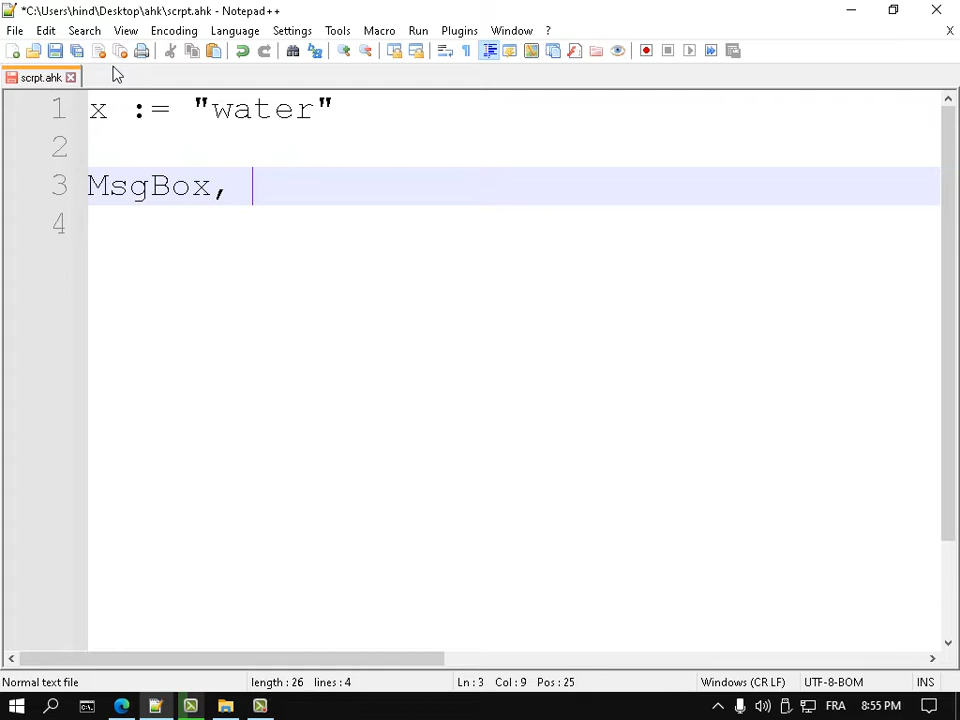 *C:\Users\hind\Desktop\ahk\scrpt.ahk - Notepad++
File Edit Search View Encoding Language Settings Tools Macro Run Plugins Window ? X
scrpt.ahk
1 x := "water"
2
3 MsgBox,
4
Normal text file length : 26 lines : 4 Ln : 3 Col : 9 Pos : 25 Windows (CR LF) UTF-8-BOM INS
FRA 8:55 PM